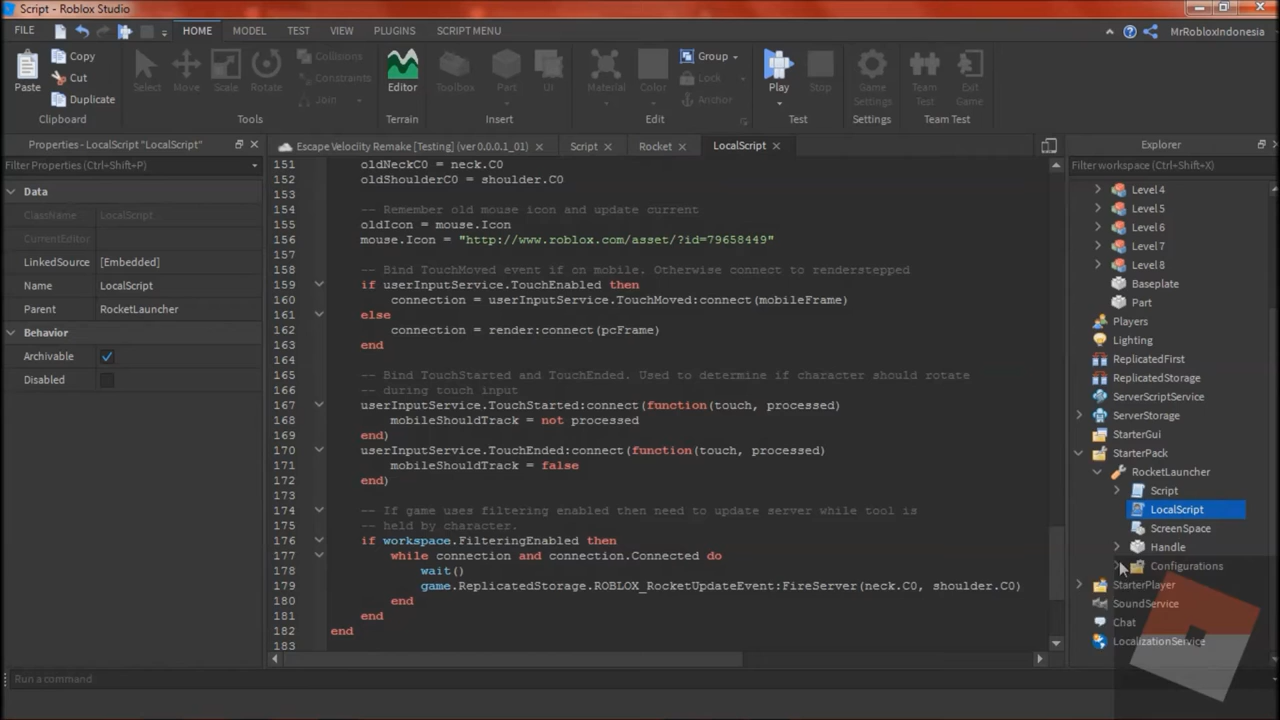 Script - Roblox Studio
FILE HOME MODEL TEST VIEW PLUGINS SCRIPT MENU MrRobloxIndonesia
Paste Copy Cut Duplicate
Clipboard
Select Move Scale Rotate Collisions Constraints Join
Tools
Editor
Terrain
Toolbox Part UI
Insert
Material Color Group Lock Anchor
Edit
Play Stop
Test
Game Settings
Settings
Team Test Exit Game
Team Test
Properties - LocalScript "LocalScript"
Filter Properties (Ctrl+Shift+P)
Data
ClassName LocalScript
CurrentEditor
LinkedSource [Embedded]
Name LocalScript
Parent RocketLauncher
Behavior
Archivable
Disabled
Escape Velocity Remake [Testing] (ver 0.0.0.1_01) Script Rocket LocalScript
151 oldNeckC0 = neck.C0
152 oldShoulderC0 = shoulder.C0
153
154 -- Remember old mouse icon and update current
155 oldIcon = mouse.Icon
156 mouse.Icon = "http://www.roblox.com/asset/?id=79658449"
157
158 -- Bind TouchMoved event if on mobile. Otherwise connect to renderstepped
159 if userInputService.TouchEnabled then
160 connection = userInputService.TouchMoved:connect(mobileFrame)
161 else
162 connection = render:connect(pcFrame)
163 end
164
165 -- Bind TouchStarted and TouchEnded. Used to determine if character should rotate
166 -- during touch input
167 userInputService.TouchStarted:connect(function(touch, processed)
168 mobileShouldTrack = not processed
169 end)
170 userInputService.TouchEnded:connect(function(touch, processed)
171 mobileShouldTrack = false
172 end)
173
174 -- If game uses filtering enabled then need to update server while tool is
175 -- held by character.
176 if workspace.FilteringEnabled then
177 while connection and connection.Connected do
178 wait()
179 game.ReplicatedStorage.ROBLOX_RocketUpdateEvent:FireServer(neck.C0, shoulder.C0)
180 end
181 end
182 end
183
Explorer
Filter workspace (Ctrl+Shift+X)
Level 4
Level 5
Level 6
Level 7
Level 8
Baseplate
Part
Players
Lighting
ReplicatedFirst
ReplicatedStorage
ServerScriptService
ServerStorage
StarterGui
StarterPack
RocketLauncher
Script
LocalScript
ScreenSpace
Handle
Configurations
StarterPlayer
SoundService
Chat
LocalizationService
Run a command